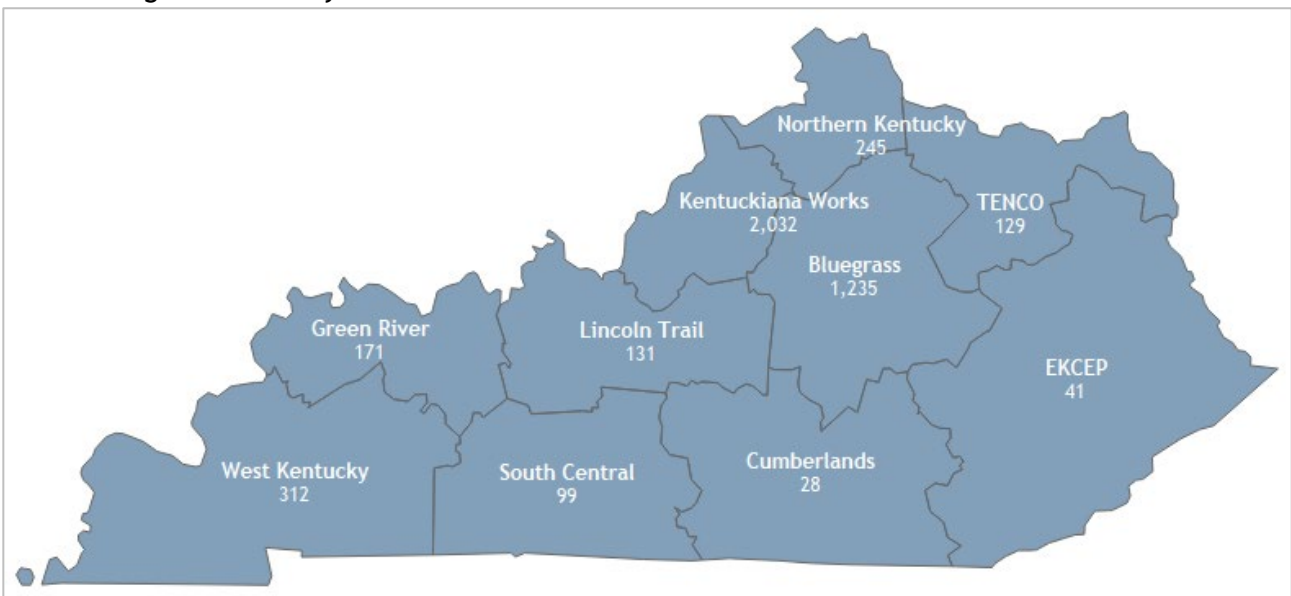 Northern Kentucky
245
Kentuckiana Works
2,032
TENCO
129
Bluegrass
1,235
Green River
171
Lincoln Trail
131
EKCEP
41
West Kentucky
312
South Central
99
Cumberlands
28